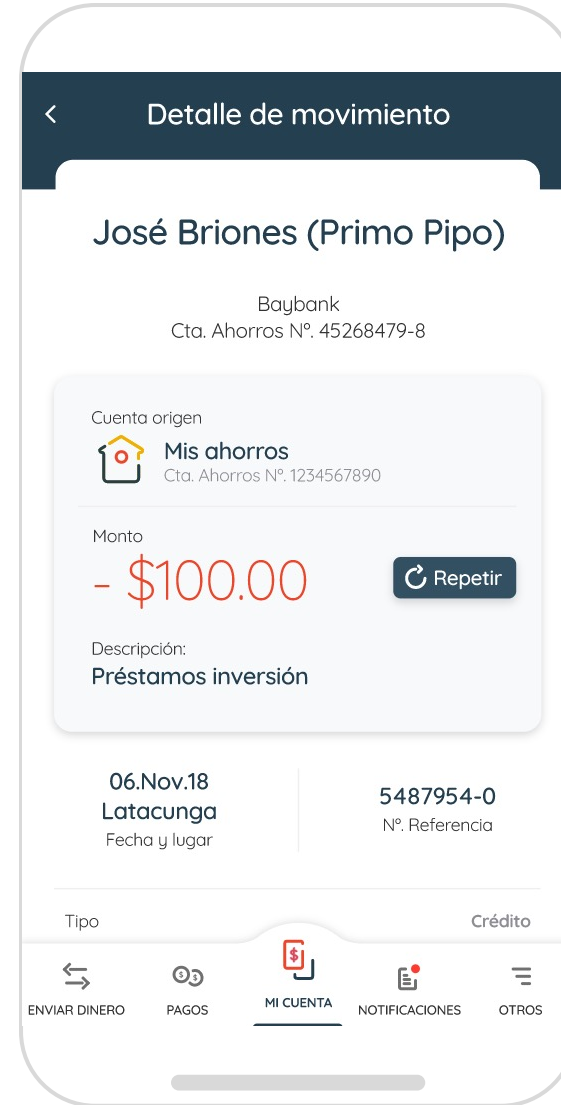 Detalle de movimiento
José Briones (Primo Pipo)
Baybank
Cta. Ahorros Nº. 45268479-8
Cuenta origen
Mis ahorros
Cta. Ahorros Nº. 1234567890
Monto
- $100.00
Repetir
Descripción:
Préstamos inversión
06.Nov.18
Latacunga
Fecha y lugar
5487954-0
Nº. Referencia
Tipo
Crédito
ENVIAR DINERO
PAGOS
MI CUENTA
NOTIFICACIONES
OTROS